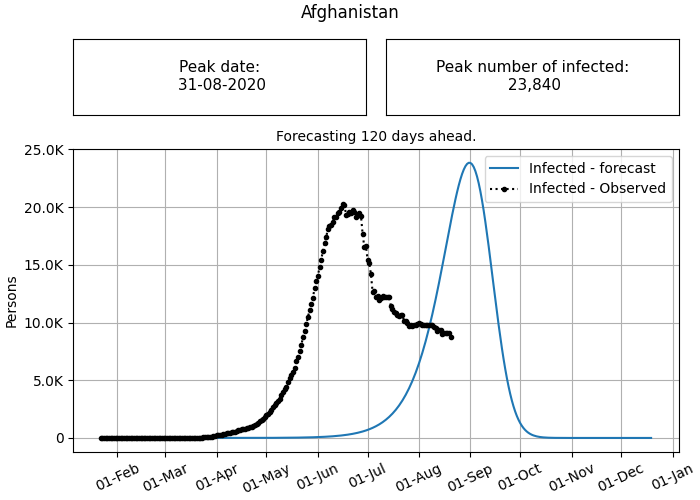 Afghanistan
Peak date:
31-08-2020
Peak number of infected:
23,840
Forecasting 120 days ahead.
25.0K
20.0K
15.0K
10.0K
5.0K
0
Persons
Infected - forecast
Infected - Observed
01-Feb
01-Mar
01-Apr
01-May
01-Jun
01-Jul
01-Aug
01-Sep
01-Oct
01-Nov
01-Dec
01-Jan